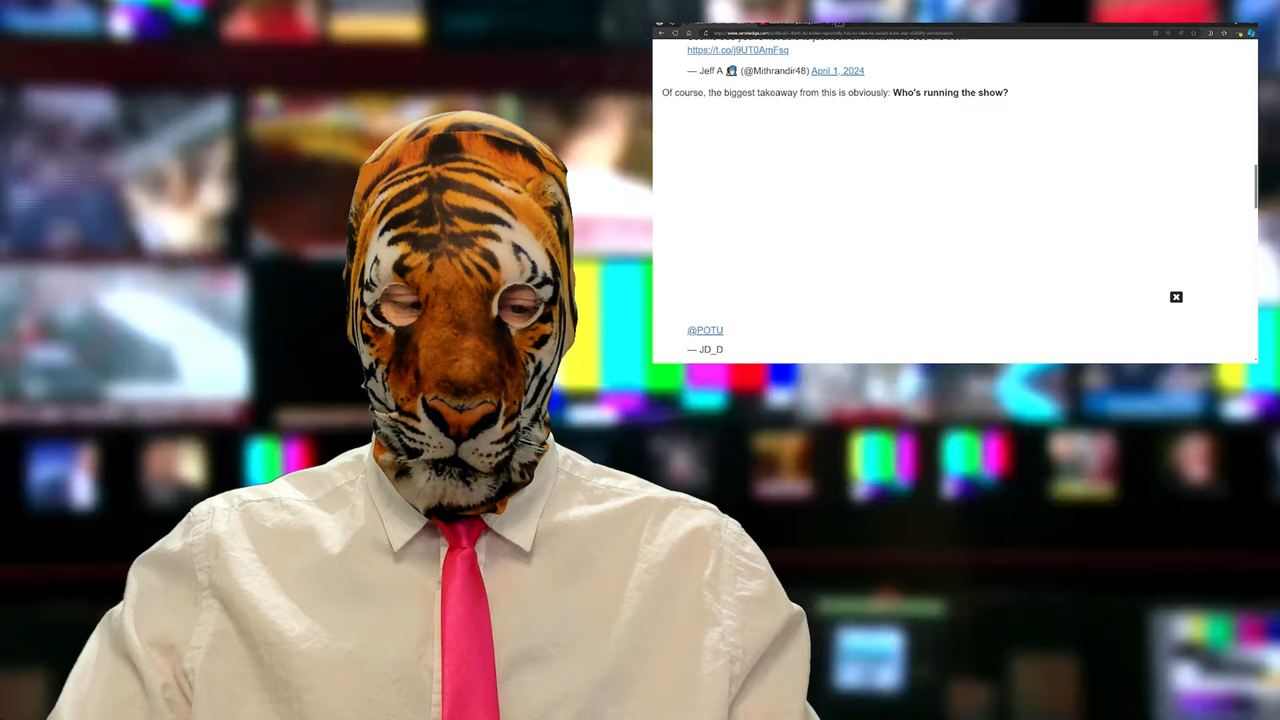 https://t.co/j9UT0AmFsq
— Jeff A (@Mithrandir48) April 1, 2024
Of course, the biggest takeaway from this is obviously: Who's running the show?
@POTU
— JD_D